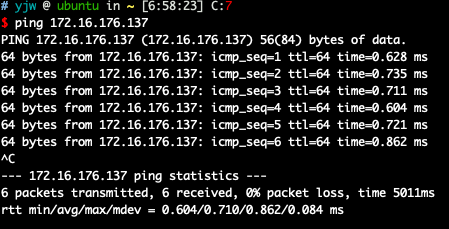 # yjw @ ubuntu in ~ [6:58:23] C:7
$ ping 172.16.176.137
PING 172.16.176.137 (172.16.176.137) 56(84) bytes of data.
64 bytes from 172.16.176.137: icmp_seq=1 ttl=64 time=0.628 ms
64 bytes from 172.16.176.137: icmp_seq=2 ttl=64 time=0.735 ms
64 bytes from 172.16.176.137: icmp_seq=3 ttl=64 time=0.711 ms
64 bytes from 172.16.176.137: icmp_seq=4 ttl=64 time=0.604 ms
64 bytes from 172.16.176.137: icmp_seq=5 ttl=64 time=0.721 ms
64 bytes from 172.16.176.137: icmp_seq=6 ttl=64 time=0.862 ms
^C
--- 172.16.176.137 ping statistics ---
6 packets transmitted, 6 received, 0% packet loss, time 5011ms
rtt min/avg/max/mdev = 0.604/0.710/0.862/0.084 ms